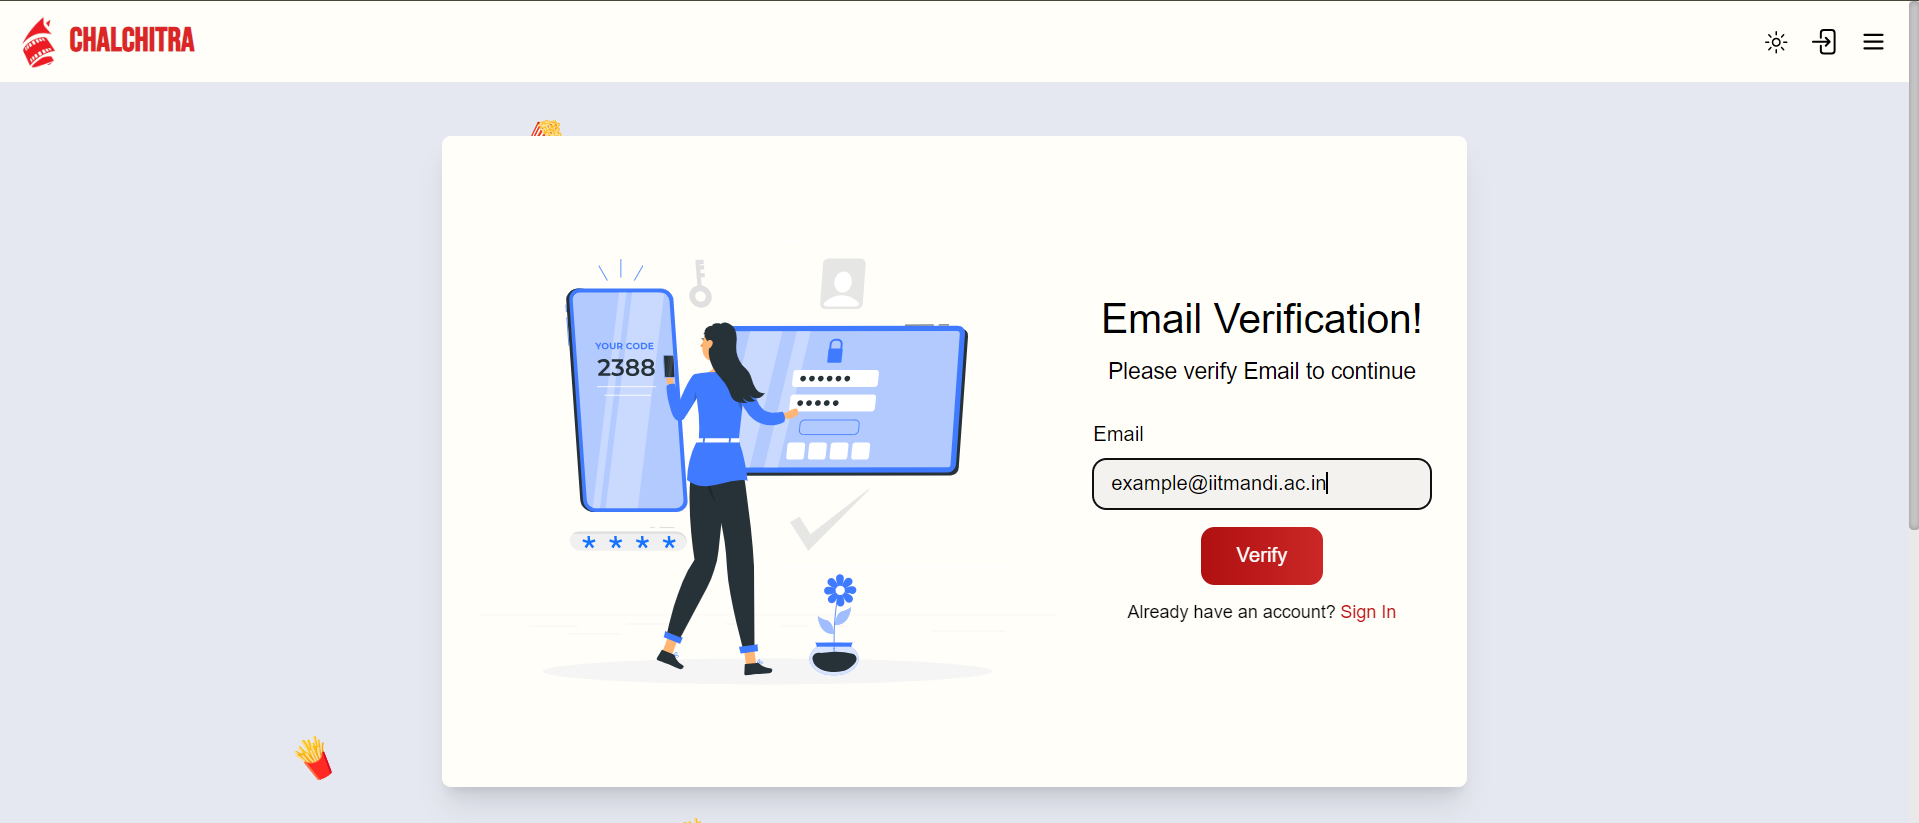 CHALCHITRA
YOUR CODE
2388
* * * *
Email Verification!
Please verify Email to continue
Email
example@iitmandi.ac.in
Verify
Already have an account? Sign In